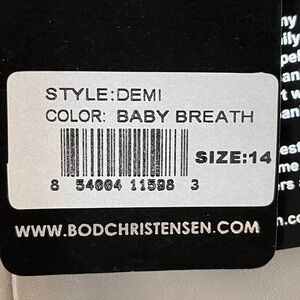 STYLE:DEMI
COLOR: BABY BREATH
SIZE:14
8 54004 11598 3
WWW.BODCHRISTENSEN.COM